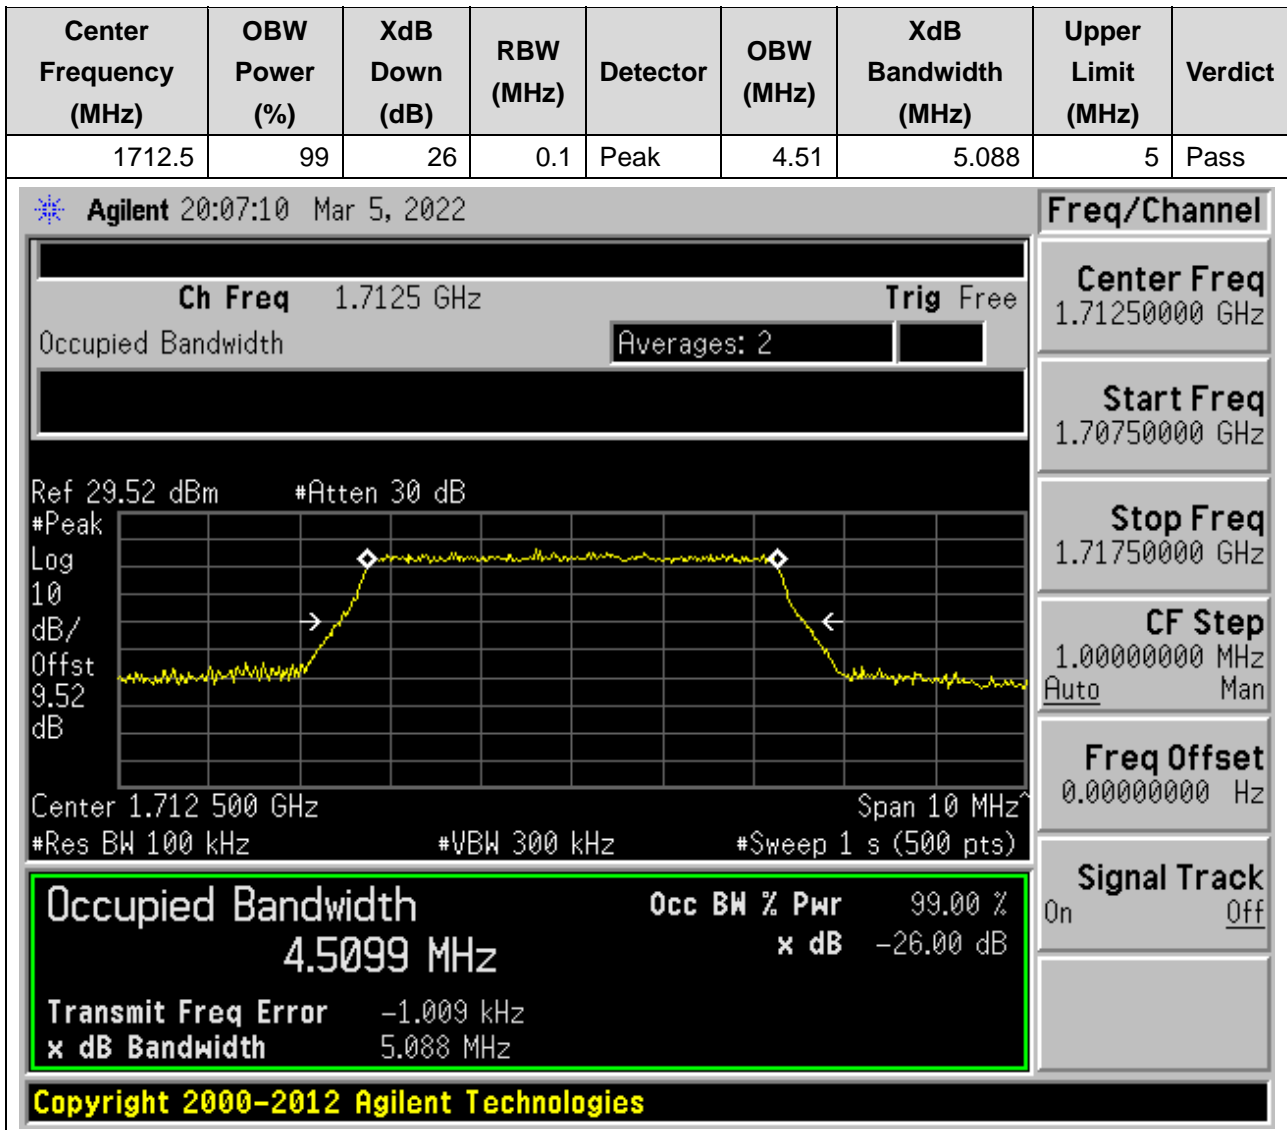 Center Frequency (MHz) OBW Power (%) XdB Down (dB) RBW (MHz) Detector OBW (MHz) XdB Bandwidth (MHz) Upper Limit (MHz) Verdict
1712.5 99 26 0.1 Peak 4.51 5.088 5 Pass
Agilent 20:07:10 Mar 5, 2022
Ch Freq 1.7125 GHz Trig Free
Occupied Bandwidth Averages: 2
Ref 29.52 dBm #Atten 30 dB
#Peak
Log
10
dB/
Offst
9.52
dB
Center 1.712 500 GHz Span 10 MHz^
#Res BW 100 kHz #VBW 300 kHz #Sweep 1 s (500 pts)
Occupied Bandwidth Occ BW % Pwr 99.00 %
4.5099 MHz x dB -26.00 dB
Transmit Freq Error -1.009 kHz
x dB Bandwidth 5.088 MHz
Copyright 2000-2012 Agilent Technologies
Freq/Channel
Center Freq
1.71250000 GHz
Start Freq
1.70750000 GHz
Stop Freq
1.71750000 GHz
CF Step
1.00000000 MHz
Auto Man
Freq Offset
0.00000000 Hz
Signal Track
On Off